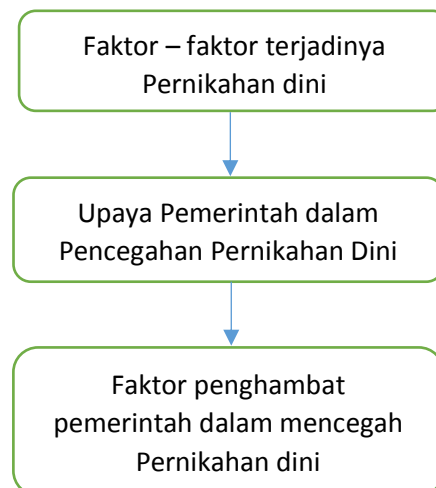 Faktor – faktor terjadinya
Pernikahan dini
Upaya Pemerintah dalam
Pencegahan Pernikahan Dini
Faktor penghambat
pemerintah dalam mencegah
Pernikahan dini